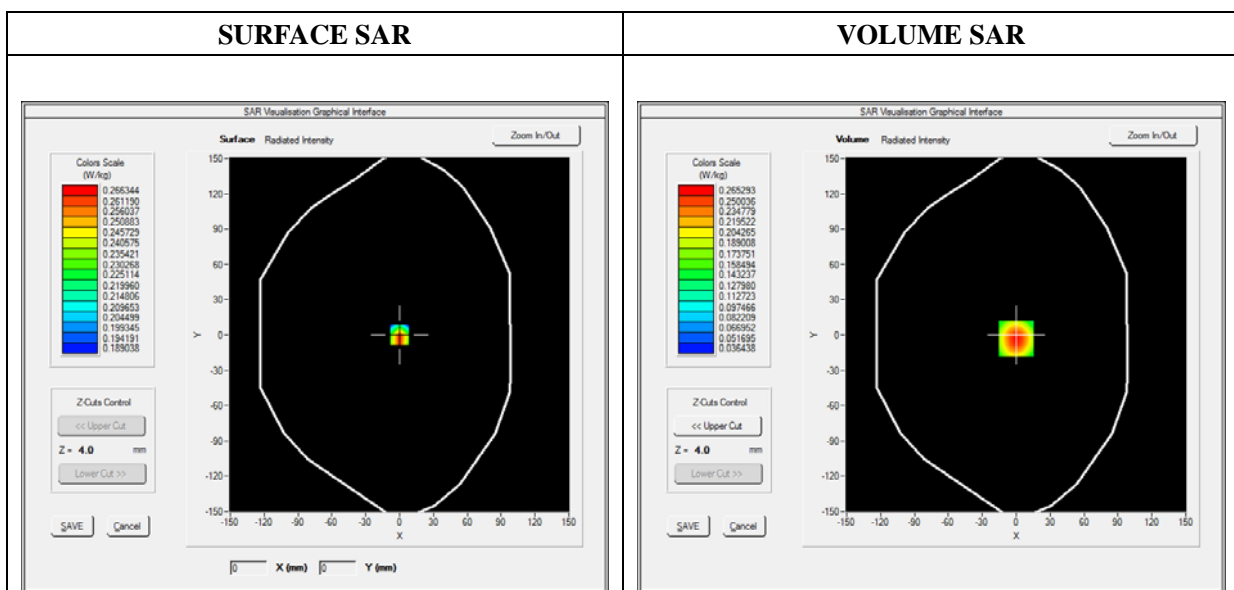 SURFACE SAR
VOLUME SAR
SAR Visualisation Graphical Interface
Surface Radiated Intensity
Zoom In/Out
Colors Scale
(W/kg)
0.266344
0.261190
0.256037
0.250883
0.245729
0.240575
0.235421
0.230268
0.225114
0.219960
0.214806
0.209653
0.204499
0.199345
0.194191
0.189038
Z-Cuts Control
<< Upper Cut
Z = 4.0 mm
Lower Cut >>
SAVE Cancel
150
120
90
60
30
0
-30
-60
-90
-120
-150
Y
-150 -120 -90 -60 -30 0 30 60 90 120 150
X
0 X (mm) 0 Y (mm)
SAR Visualisation Graphical Interface
Volume Radiated Intensity
Zoom In/Out
Colors Scale
(W/kg)
0.265293
0.250036
0.234779
0.219522
0.204265
0.189008
0.173751
0.158494
0.143237
0.127980
0.112723
0.097466
0.082209
0.066952
0.051695
0.036438
Z-Cuts Control
<< Upper Cut
Z = 4.0 mm
Lower Cut >>
SAVE Cancel
150
120
90
60
30
0
-30
-60
-90
-120
-150
Y
-150 -120 -90 -60 -30 0 30 60 90 120 150
X